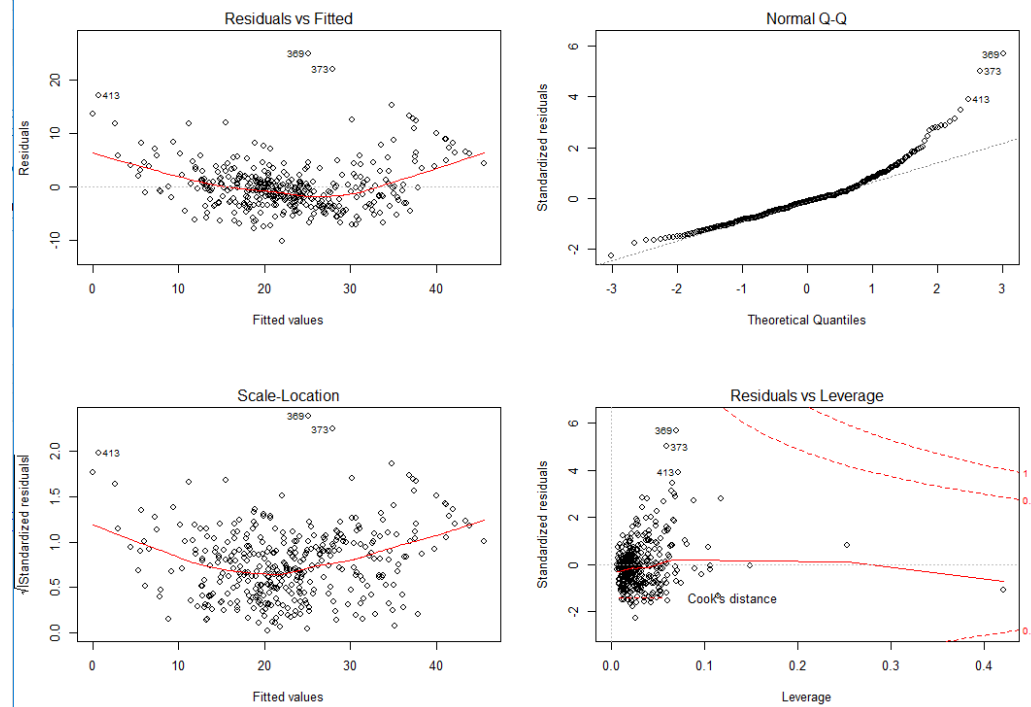 Residuals vs Fitted
Residuals
20
10
0
-10
369
373
413
0 10 20 30 40
Fitted values
Normal Q-Q
Standardized residuals
6
4
2
0
-2
369
373
413
-3 -2 -1 0 1 2 3
Theoretical Quantiles
Scale-Location
√|Standardized residuals|
2.0
1.5
1.0
0.5
0.0
369
373
413
0 10 20 30 40
Fitted values
Residuals vs Leverage
Standardized residuals
6
4
2
0
-2
369
373
413
Cook's distance
0.0 0.1 0.2 0.3 0.4
Leverage